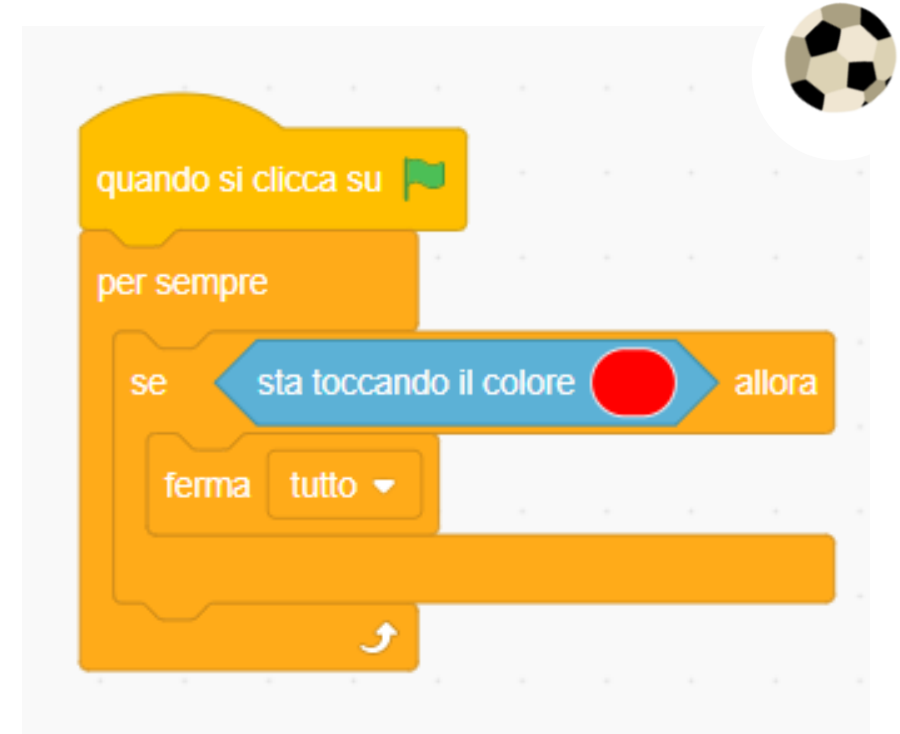 quando si clicca su
per sempre
se sta toccando il colore allora
ferma tutto